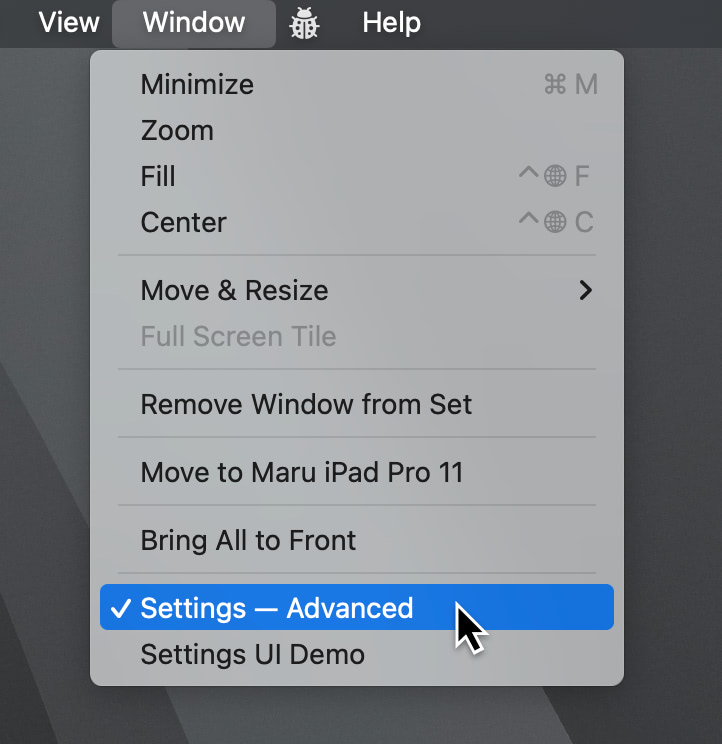 View Window Help
Minimize ⌘ M
Zoom
Fill ^ 🌐 F
Center ^ 🌐 C
Move & Resize
Full Screen Tile
Remove Window from Set
Move to Maru iPad Pro 11
Bring All to Front
✓ Settings — Advanced
Settings UI Demo